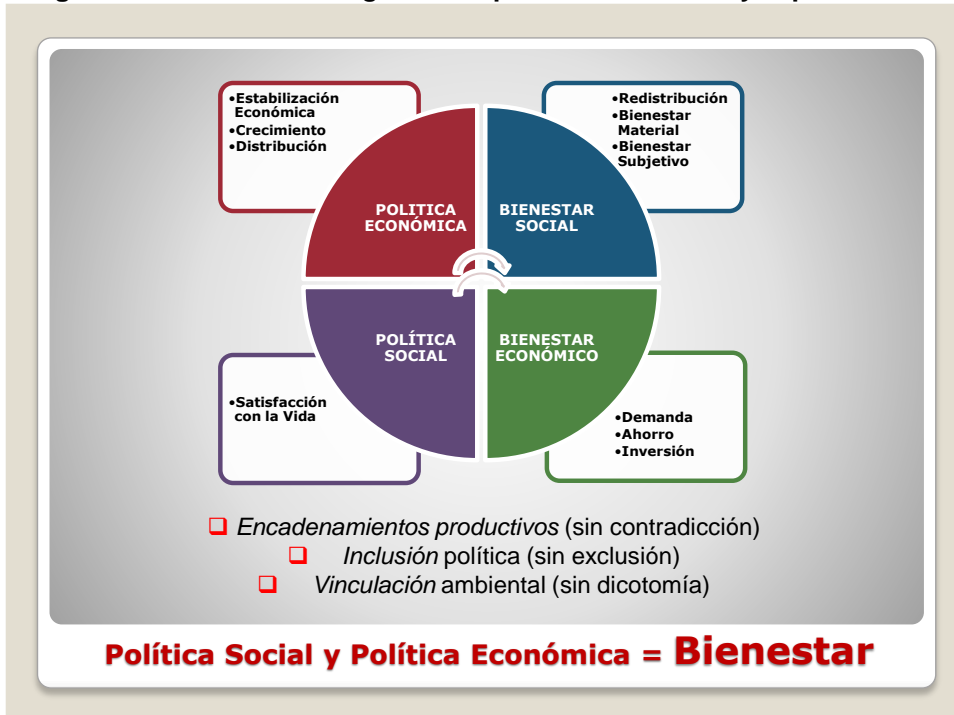 •Estabilización
Económica
•Crecimiento
•Distribución
•Redistribución
•Bienestar
Material
•Bienestar
Subjetivo
POLITICA
ECONÓMICA
BIENESTAR
SOCIAL
POLÍTICA
SOCIAL
BIENESTAR
ECONÓMICO
•Satisfacción
con la Vida
•Demanda
•Ahorro
•Inversión
❑ Encadenamientos productivos (sin contradicción)
❑ Inclusión política (sin exclusión)
❑ Vinculación ambiental (sin dicotomía)
Política Social y Política Económica = Bienestar